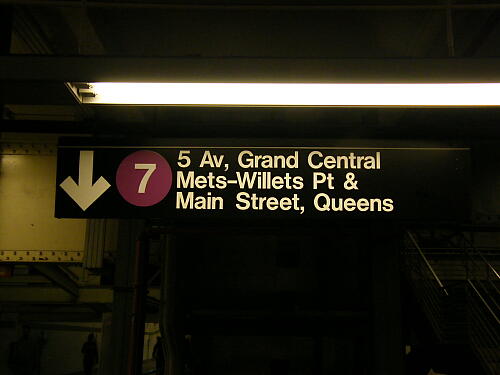 7
5 Av, Grand Central
Mets-Willets Pt &
Main Street, Queens